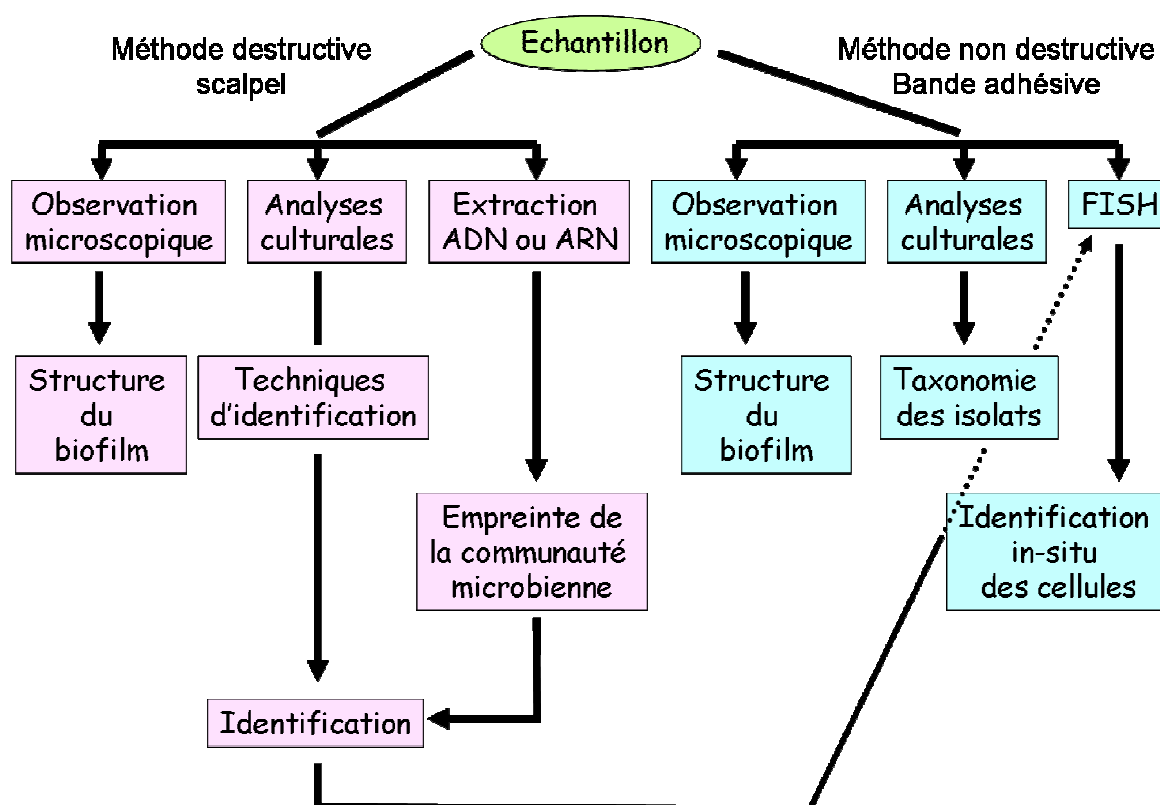 Echantillon
Méthode destructive
scalpel
Méthode non destructive
Bande adhésive
Observation
microscopique
Analyses
culturales
Extraction
ADN ou ARN
Observation
microscopique
Analyses
culturales
FISH
Structure
du
biofilm
Techniques
d'identification
Structure
du
biofilm
Taxonomie
des isolats
Empreinte de
la communauté
microbienne
Identification
in-situ
des cellules
Identification